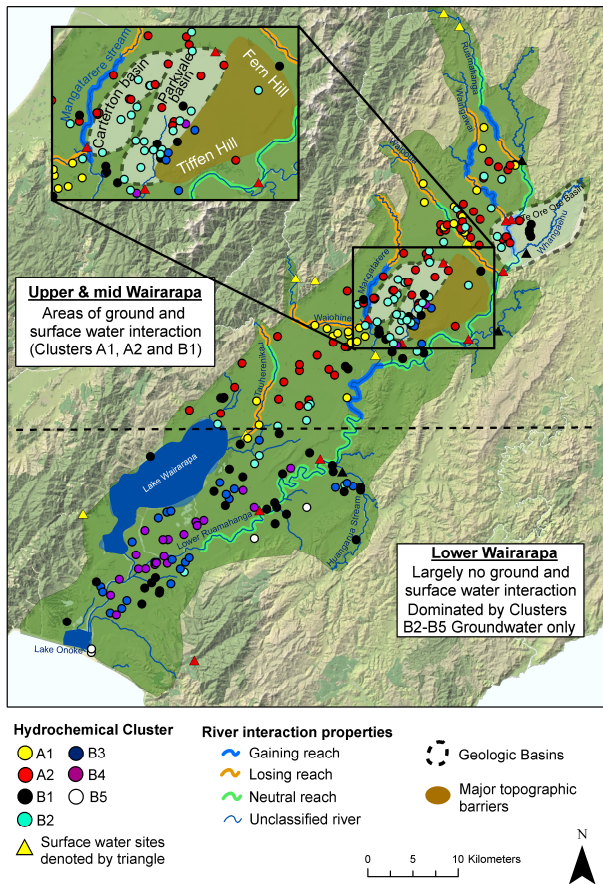 Mangatarere stream
Carterton basin
Parkvale
basin
Fern Hill
Tiffen Hill
Ruamahanga
Waingawai
Waipoua
Te Ore Ore Basin
Whangaehu
Upper & mid Wairarapa
Areas of ground and
surface water interaction
(Clusters A1, A2 and B1)
Mangatarere
Waiohine
Tauherenikau
Lake Wairarapa
Lower Ruamahanga
Huangarua Stream
Lower Wairarapa
Largely no ground and
surface water interaction
Dominated by Clusters
B2-B5 Groundwater only
Lake Onoke
Hydrochemical Cluster
A1
B3
A2
B4
B1
B5
B2
Surface water sites
denoted by triangle
River interaction properties
Gaining reach
Losing reach
Neutral reach
Unclassified river
Geologic Basins
Major topographic
barriers
N
0 5 10 Kilometers